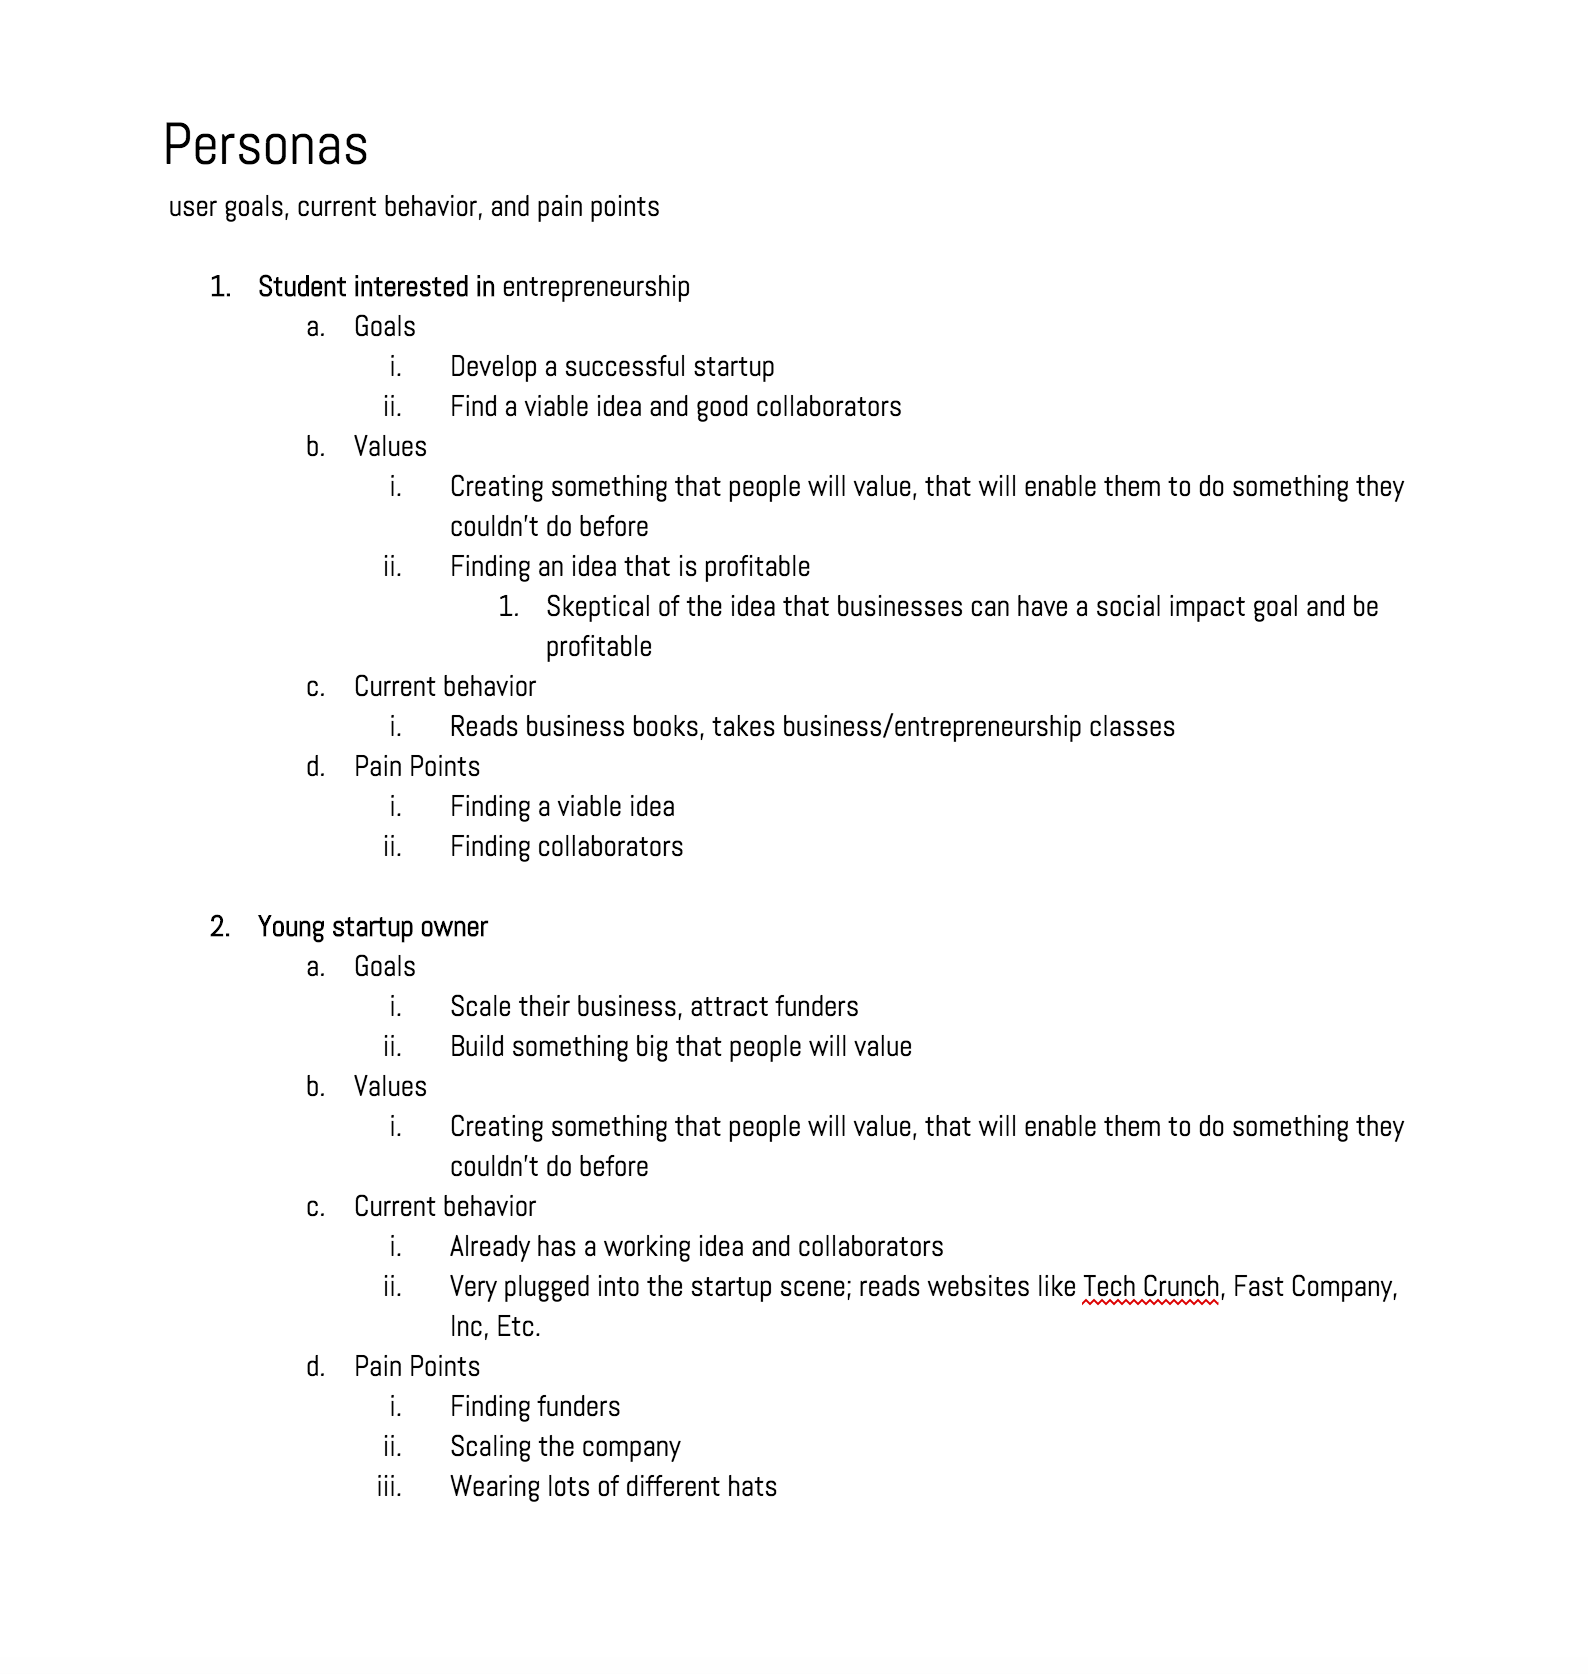 Personas
user goals, current behavior, and pain points
1. Student interested in entrepreneurship
a. Goals
i. Develop a successful startup
ii. Find a viable idea and good collaborators
b. Values
i. Creating something that people will value, that will enable them to do something they
couldn't do before
ii. Finding an idea that is profitable
1. Skeptical of the idea that businesses can have a social impact goal and be
profitable
c. Current behavior
i. Reads business books, takes business/entrepreneurship classes
d. Pain Points
i. Finding a viable idea
ii. Finding collaborators
2. Young startup owner
a. Goals
i. Scale their business, attract funders
ii. Build something big that people will value
b. Values
i. Creating something that people will value, that will enable them to do something they
couldn't do before
c. Current behavior
i. Already has a working idea and collaborators
ii. Very plugged into the startup scene; reads websites like Tech Crunch, Fast Company,
Inc, Etc.
d. Pain Points
i. Finding funders
ii. Scaling the company
iii. Wearing lots of different hats